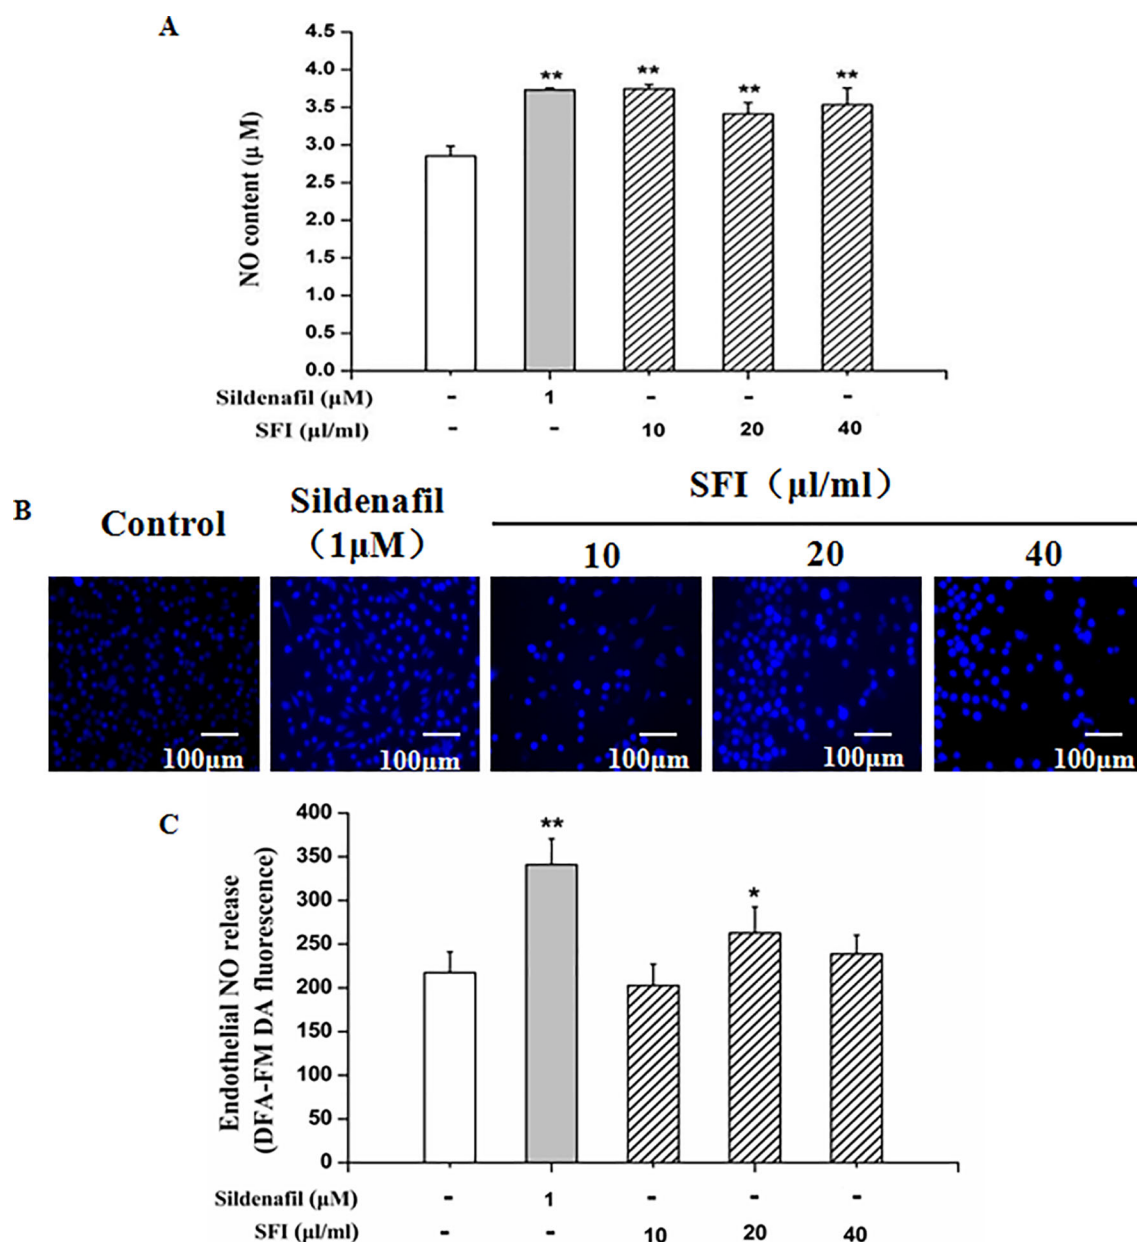 A
4.5
4.0
3.5
3.0
2.5
2.0
1.5
1.0
0.5
0.0
NO content (μ M)
** ** ** **
Sildenafil (μM) - 1 - - -
SFI (μl/ml) - - 10 20 40
B
Control
Sildenafil
（1μM）
SFI（μl/ml）
10 20 40
100μm 100μm 100μm 100μm 100μm
C
400
350
300
250
200
150
100
50
0
Endothelial NO release
(DFA-FM DA fluorescence)
** *
Sildenafil (μM) - 1 - - -
SFI (μl/ml) - - 10 20 40